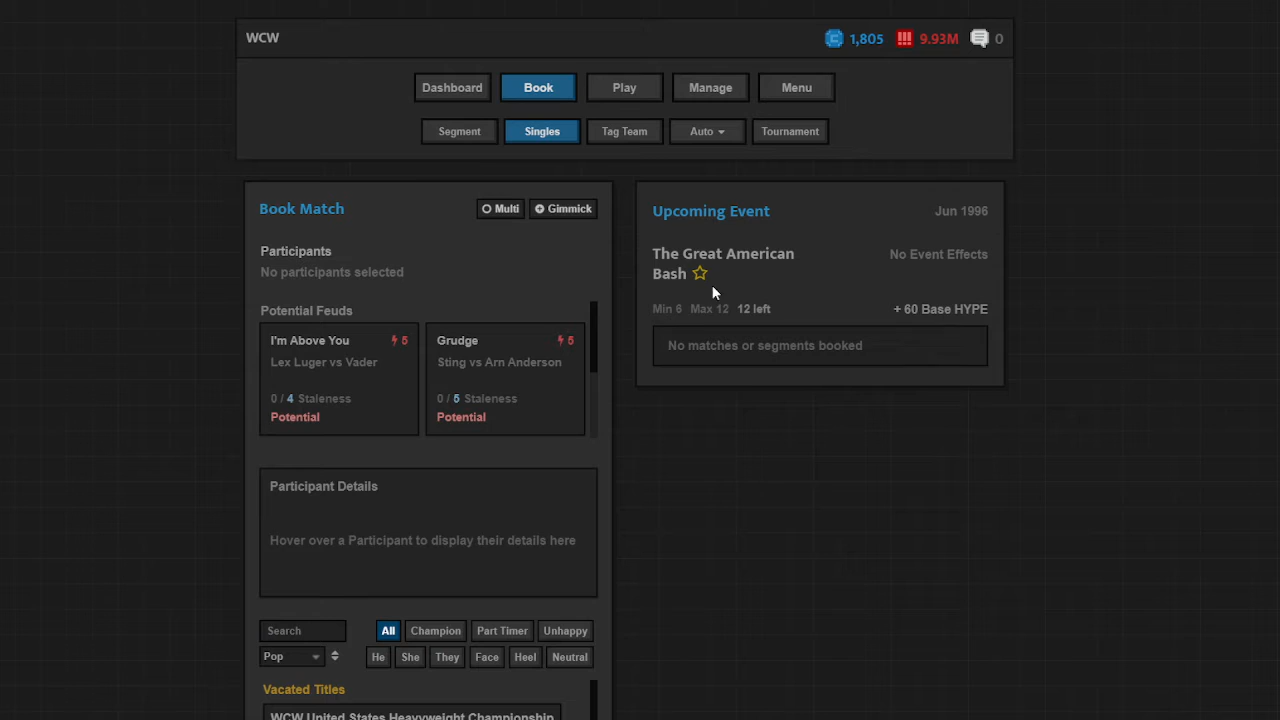 WCW
1,805
9.93M
0
Dashboard
Book
Play
Manage
Menu
Segment
Singles
Tag Team
Auto
Tournament
Book Match
Multi
Gimmick
Participants
No participants selected
Potential Feuds
I'm Above You
5
Lex Luger vs Vader
0 / 4 Staleness
Potential
Grudge
5
Sting vs Arn Anderson
0 / 5 Staleness
Potential
Participant Details
Hover over a Participant to display their details here
Search
All
Champion
Part Timer
Unhappy
Pop
He
She
They
Face
Heel
Neutral
Vacated Titles
WCW United States Heavyweight Championship
Upcoming Event
Jun 1996
The Great American
Bash
No Event Effects
Min 6 Max 12 12 left
+ 60 Base HYPE
No matches or segments booked